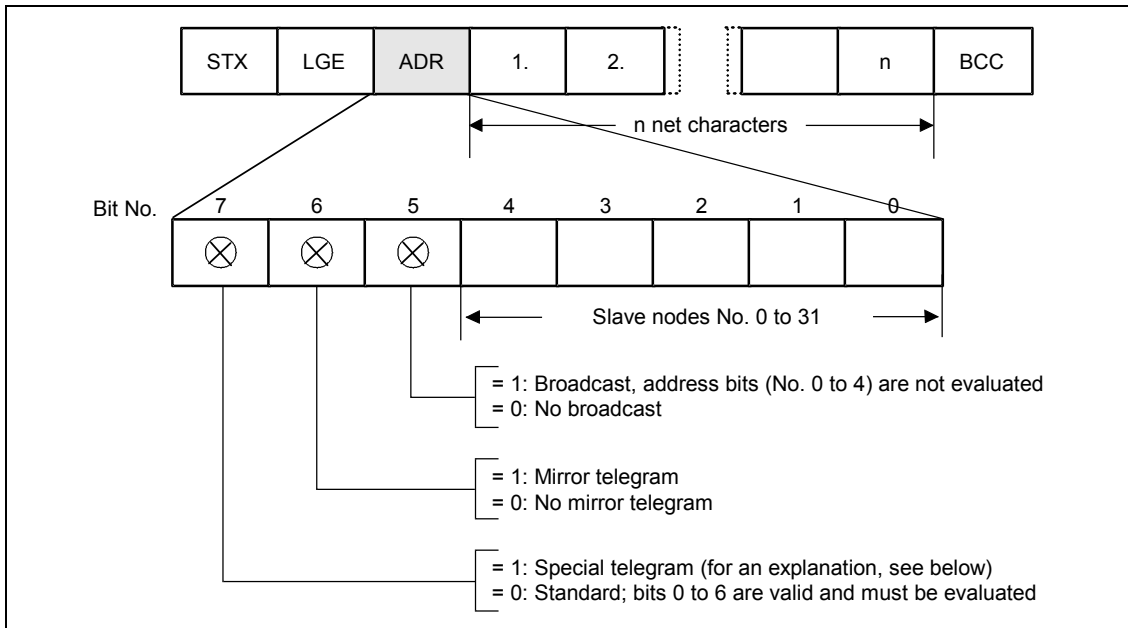 STX LGE ADR 1. 2. n BCC
n net characters
Bit No. 7 6 5 4 3 2 1 0
Slave nodes No. 0 to 31
= 1: Broadcast, address bits (No. 0 to 4) are not evaluated
= 0: No broadcast
= 1: Mirror telegram
= 0: No mirror telegram
= 1: Special telegram (for an explanation, see below)
= 0: Standard; bits 0 to 6 are valid and must be evaluated